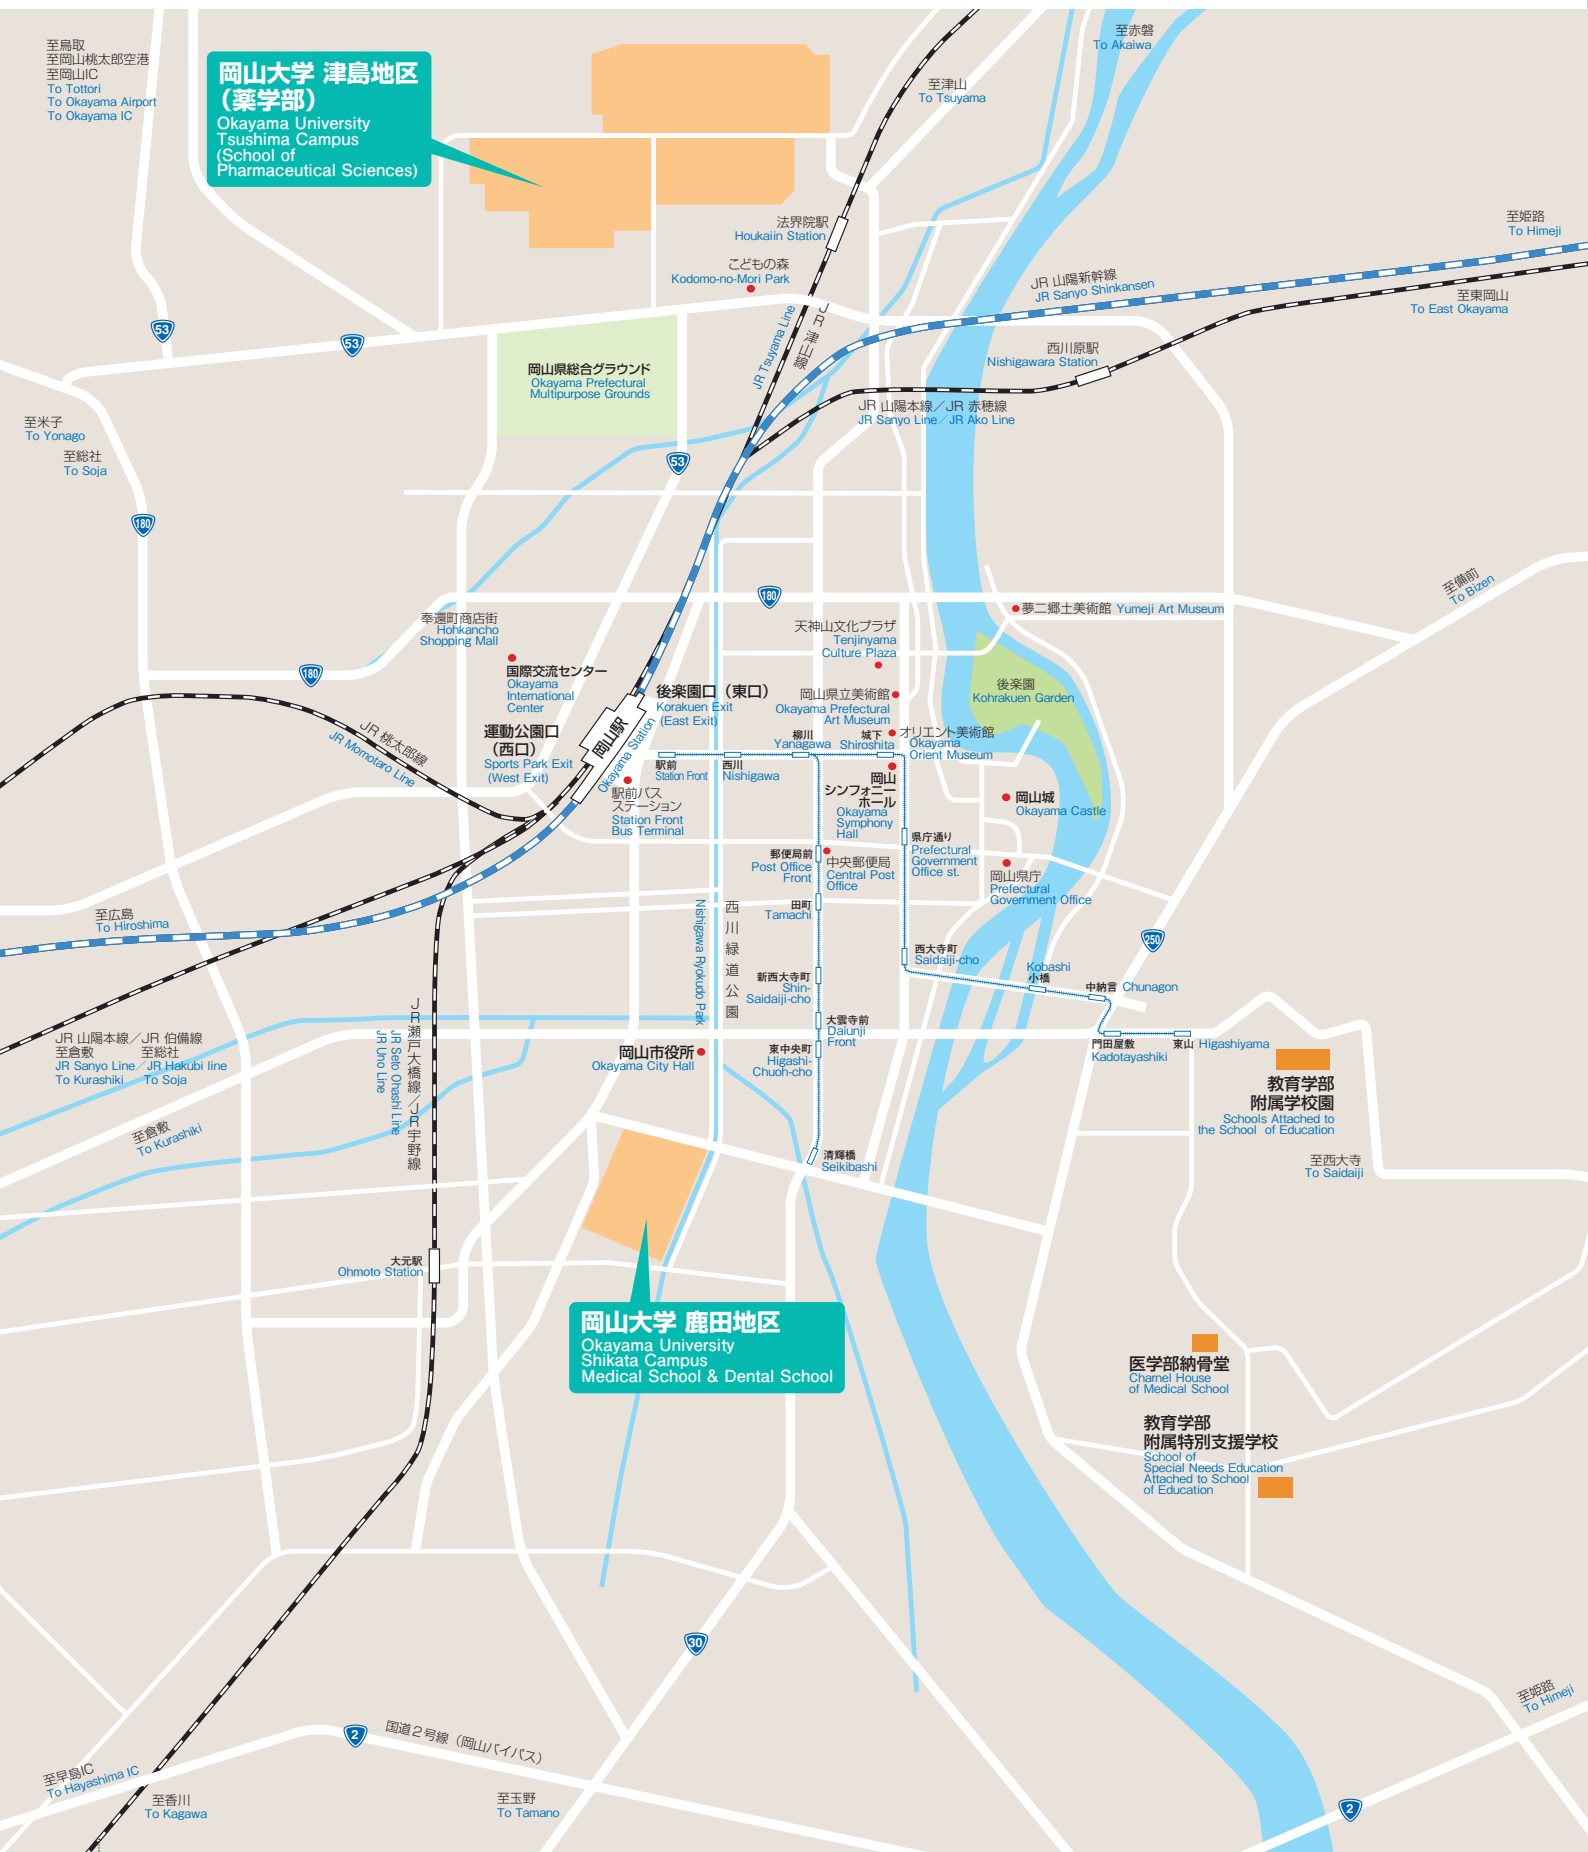 至鳥取
至岡山桃太郎空港
至岡山IC
To Tottori
To Okayama Airport
To Okayama IC
岡山大学 津島地区
（薬学部）
Okayama University
Tsushima Campus
(School of
Pharmaceutical Sciences)
至赤磐
To Akaiwa
至津山
To Tsuyama
法界院駅
Houkaiin Station
こどもの森
Kodomo-no-Mori Park
至姫路
To Himeji
JR 山陽新幹線
JR Sanyo Shinkansen
至東岡山
To East Okayama
53
53
JR 津山線
JR Tsuyama Line
西川原駅
Nishigawara Station
岡山県総合グラウンド
Okayama Prefectural
Multipurpose Grounds
JR 山陽本線／JR 赤穂線
JR Sanyo Line／JR Ako Line
至米子
To Yonago
至総社
To Soja
53
180
至備前
To Bizen
180
夢二郷土美術館 Yumeji Art Museum
奉還町商店街
Hohkancho
Shopping Mall
天神山文化プラザ
Tenjinyama
Culture Plaza
180
国際交流センター
Okayama
International
Center
後楽園口（東口）
Korakuen Exit
(East Exit)
岡山県立美術館
Okayama Prefectural
Art Museum
後楽園
Kohrakuen Garden
JR 桃太郎線
JR Momotaro Line
運動公園口
（西口）
Sports Park Exit
(West Exit)
岡山駅
Okayama Station
オリエント美術館
Okayama
Orient Museum
柳川
Yanagawa
城下
Shiroshita
駅前
Station Front
西川
Nishigawa
駅前バス
ステーション
Station Front
Bus Terminal
岡山
シンフォニー
ホール
Okayama
Symphony
Hall
岡山城
Okayama Castle
県庁通り
Prefectural
Government
Office st.
郵便局前
Post Office
Front
中央郵便局
Central Post
Office
岡山県庁
Prefectural
Government Office
田町
Tamachi
至広島
To Hiroshima
西川緑道公園
Nishigawa Ryokudo Park
250
西大寺町
Saidaiji-cho
Kobashi
小橋
中納言 Chunagon
新西大寺町
Shin-
Saidaiji-cho
大雲寺前
Daiunji
Front
門田屋敷
Kadotayashiki
東山 Higashiyama
JR 山陽本線／JR 伯備線
至倉敷 至総社
JR Sanyo Line／JR Hakubi line
To Kurashiki To Soja
JR瀬戸大橋線／JR宇野線
JR Seto Ohashi Line
JR Uno Line
岡山市役所
Okayama City Hall
東中央町
Higashi-
Chuoh-cho
教育学部
附属学校園
Schools Attached to
the School of Education
至倉敷
To Kurashiki
清輝橋
Seikibashi
至西大寺
To Saidaiji
大元駅
Ohmoto Station
岡山大学 鹿田地区
Okayama University
Shikata Campus
Medical School & Dental School
医学部納骨堂
Charnel House
of Medical School
教育学部
附属特別支援学校
School of
Special Needs Education
Attached to School
of Education
30
2
国道２号線（岡山バイパス）
至姫路
To Himeji
至早島IC
To Hayashima IC
至香川
To Kagawa
至玉野
To Tamano
2